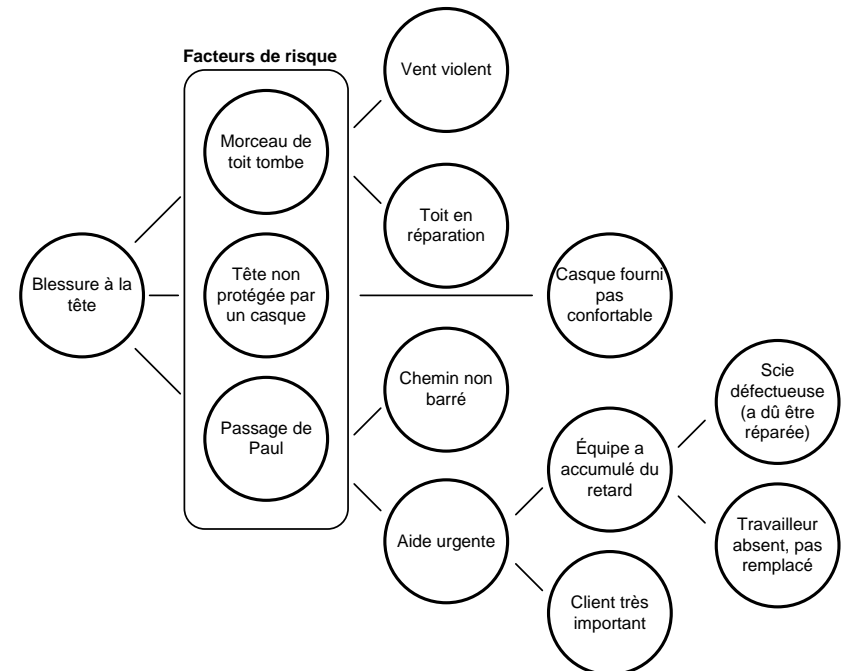 Facteurs de risque
Vent violent
Morceau de
toit tombe
Toit en
réparation
Blessure à la
tête
Tête non
protégée par
un casque
Casque fourni
pas
confortable
Chemin non
barré
Scie
défectueuse
(a dû être
réparée)
Passage de
Paul
Équipe a
accumulé du
retard
Aide urgente
Travailleur
absent, pas
remplacé
Client très
important